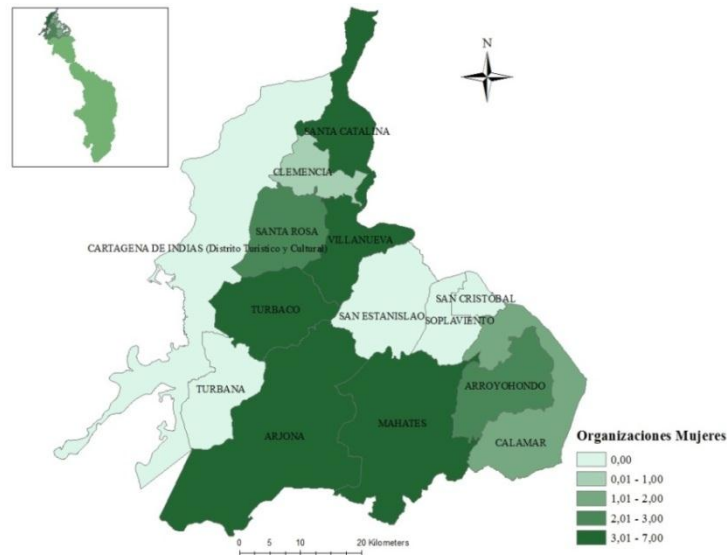 N
SANTA CATALINA
CLEMENCIA
SANTA ROSA
VILLANUEVA
CARTAGENA DE INDIAS (Distrito Turistico y Cultural)
SAN CRISTÓBAL
TURBACO
SAN ESTANISLAO
SOPLAVIENTO
TURBANA
ARROYOHONDO
MAHATES
ARJONA
CALAMAR
Organizaciones Mujeres
0,00
0,01 - 1,00
1,01 - 2,00
2,01 - 3,00
3,01 - 7,00
0 5 10 20 Kilometers